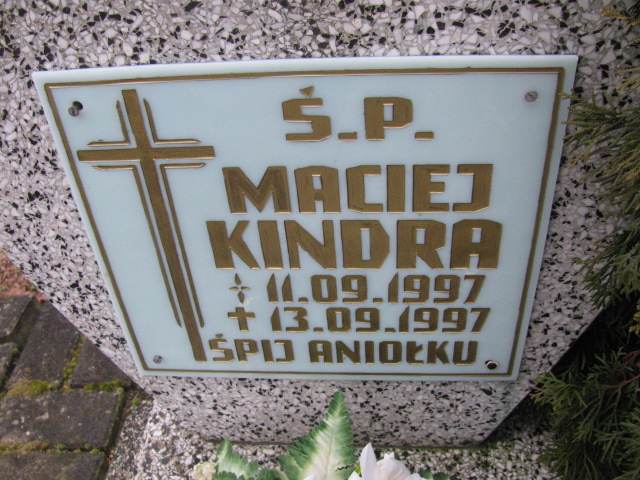 Ś.P.
MACIEJ
KINDRA
11.09.1997
13.09.1997
ŚPIJ ANIOŁKU